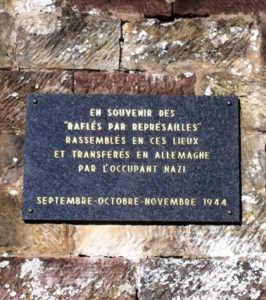 EN SOUVENIR DES
"RAFLÉS PAR REPRÉSAILLES"
RASSEMBLÉS EN CES LIEUX
ET TRANSFÉRÉS EN ALLEMAGNE
PAR L'OCCUPANT NAZI
SEPTEMBRE-OCTOBRE-NOVEMBRE 1944